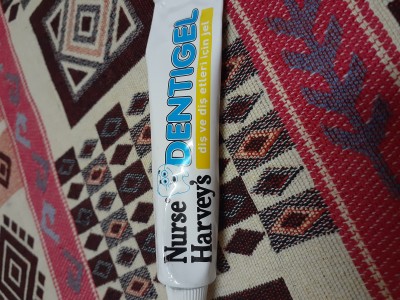 Nurse
Harvey's
DENTIGEL
diş ve diş etleri için jel